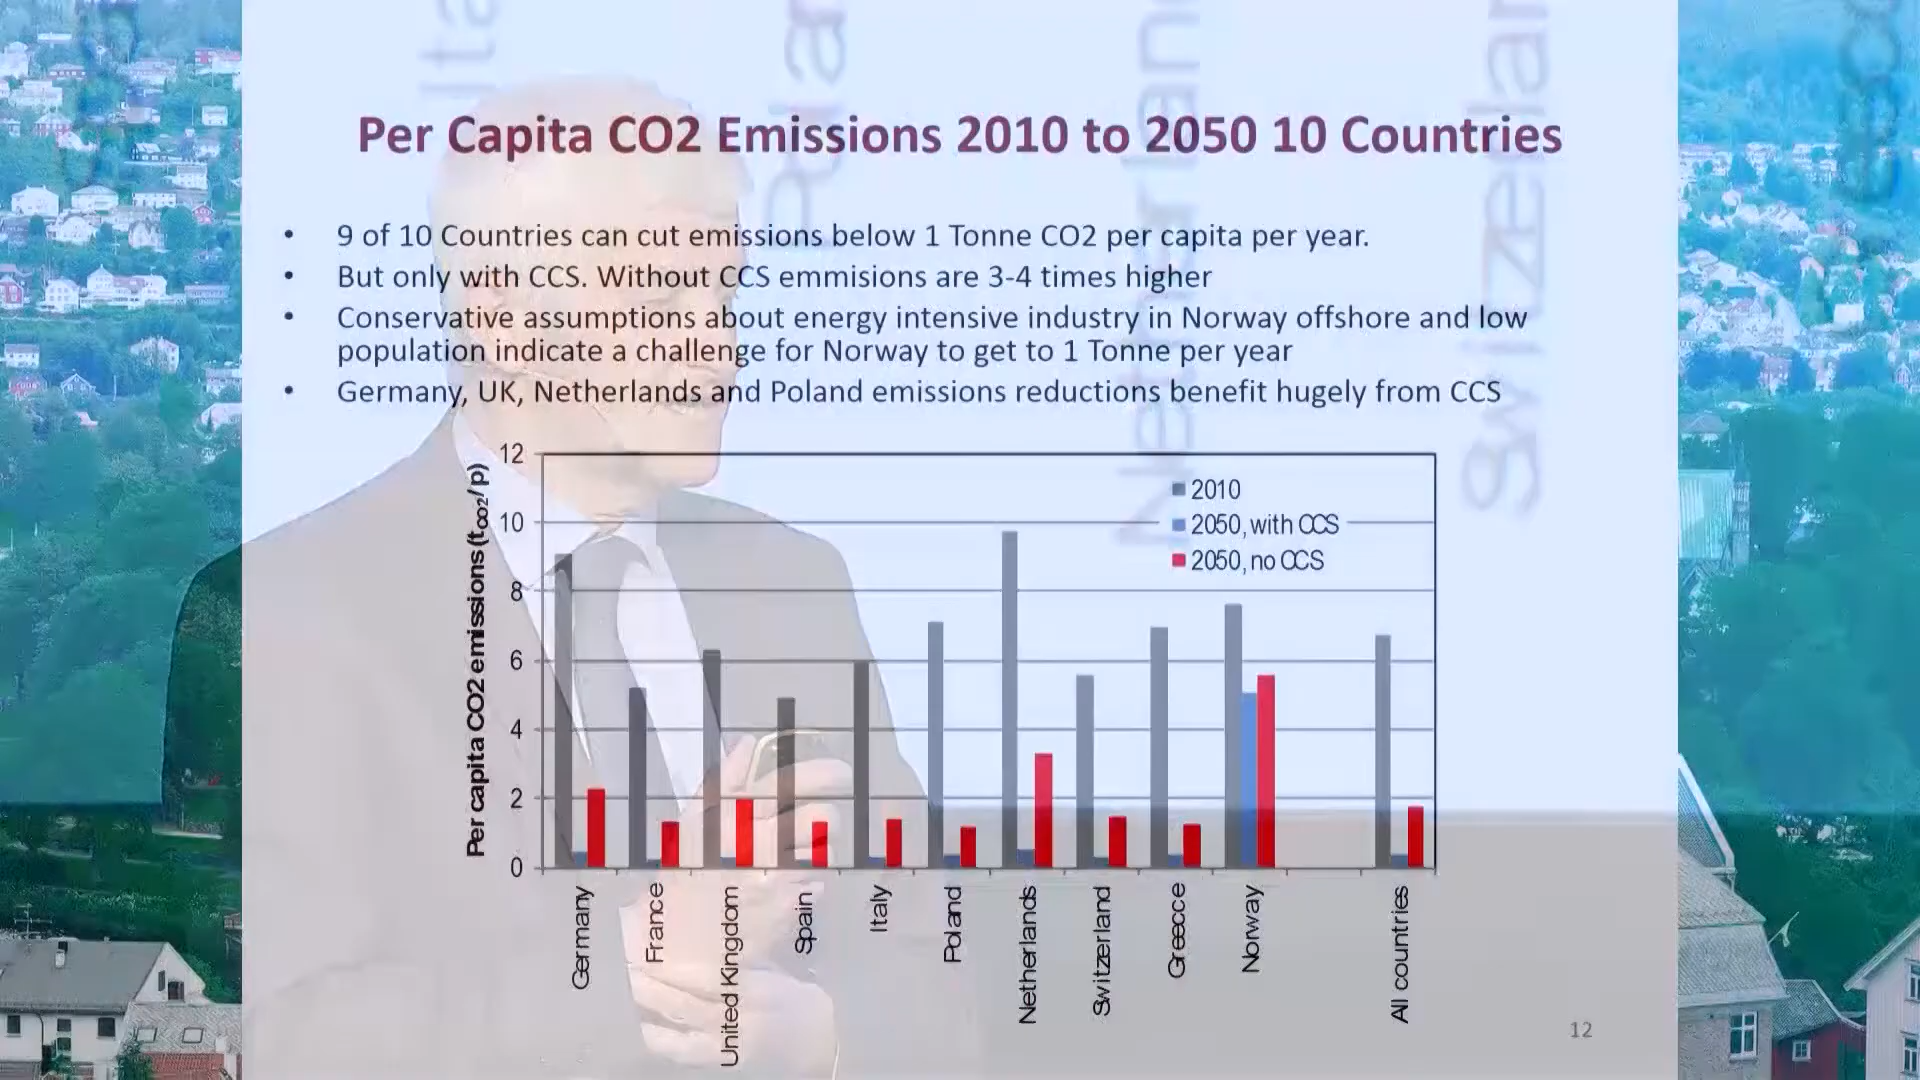 Per Capita CO2 Emissions 2010 to 2050 10 Countries
• 9 of 10 Countries can cut emissions below 1 Tonne CO2 per capita per year.
• But only with CCS. Without CCS emmisions are 3-4 times higher
• Conservative assumptions about energy intensive industry in Norway offshore and low
population indicate a challenge for Norway to get to 1 Tonne per year
• Germany, UK, Netherlands and Poland emissions reductions benefit hugely from CCS
Per capita CO2 emissions (tCO2/p)
12
10
8
6
4
2
0
2010
2050, with CCS
2050, no CCS
Germany
France
United Kingdom
Spain
Italy
Poland
Netherlands
Switzerland
Greecce
Norway
All countries
12